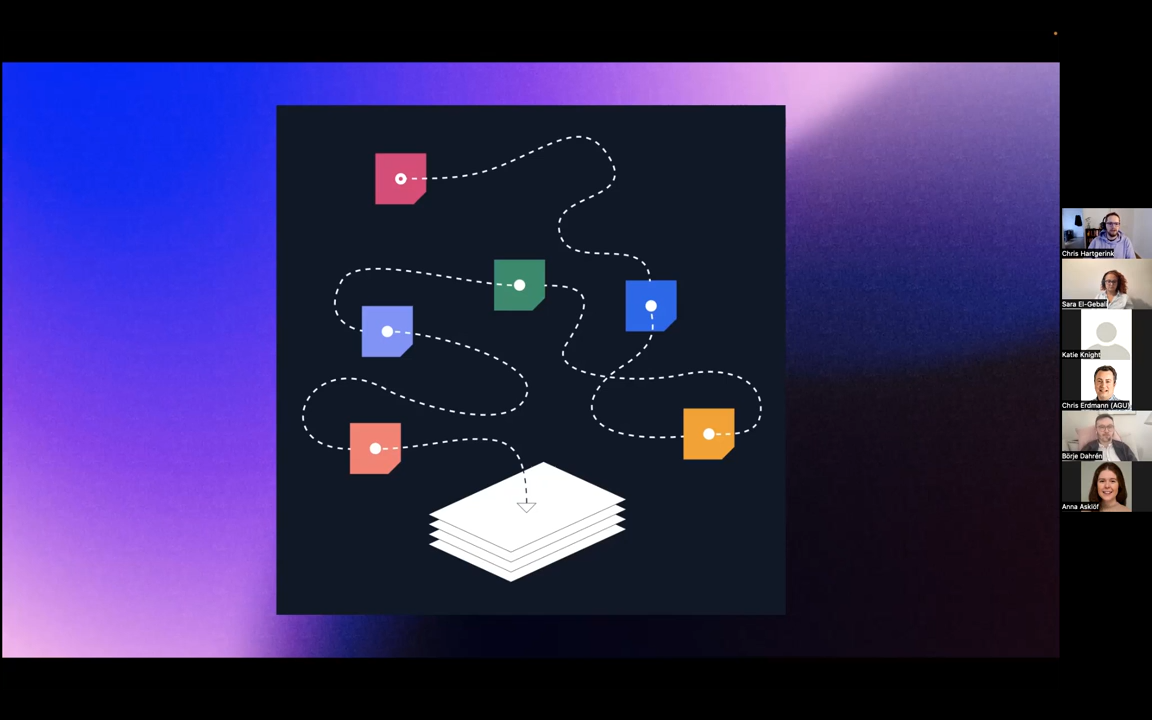 Chris Hartgerink
Sara El-Gebali
Katie Knight
Chris Erdmann (AGU)
Börje Dahrén
Anna Asklöf